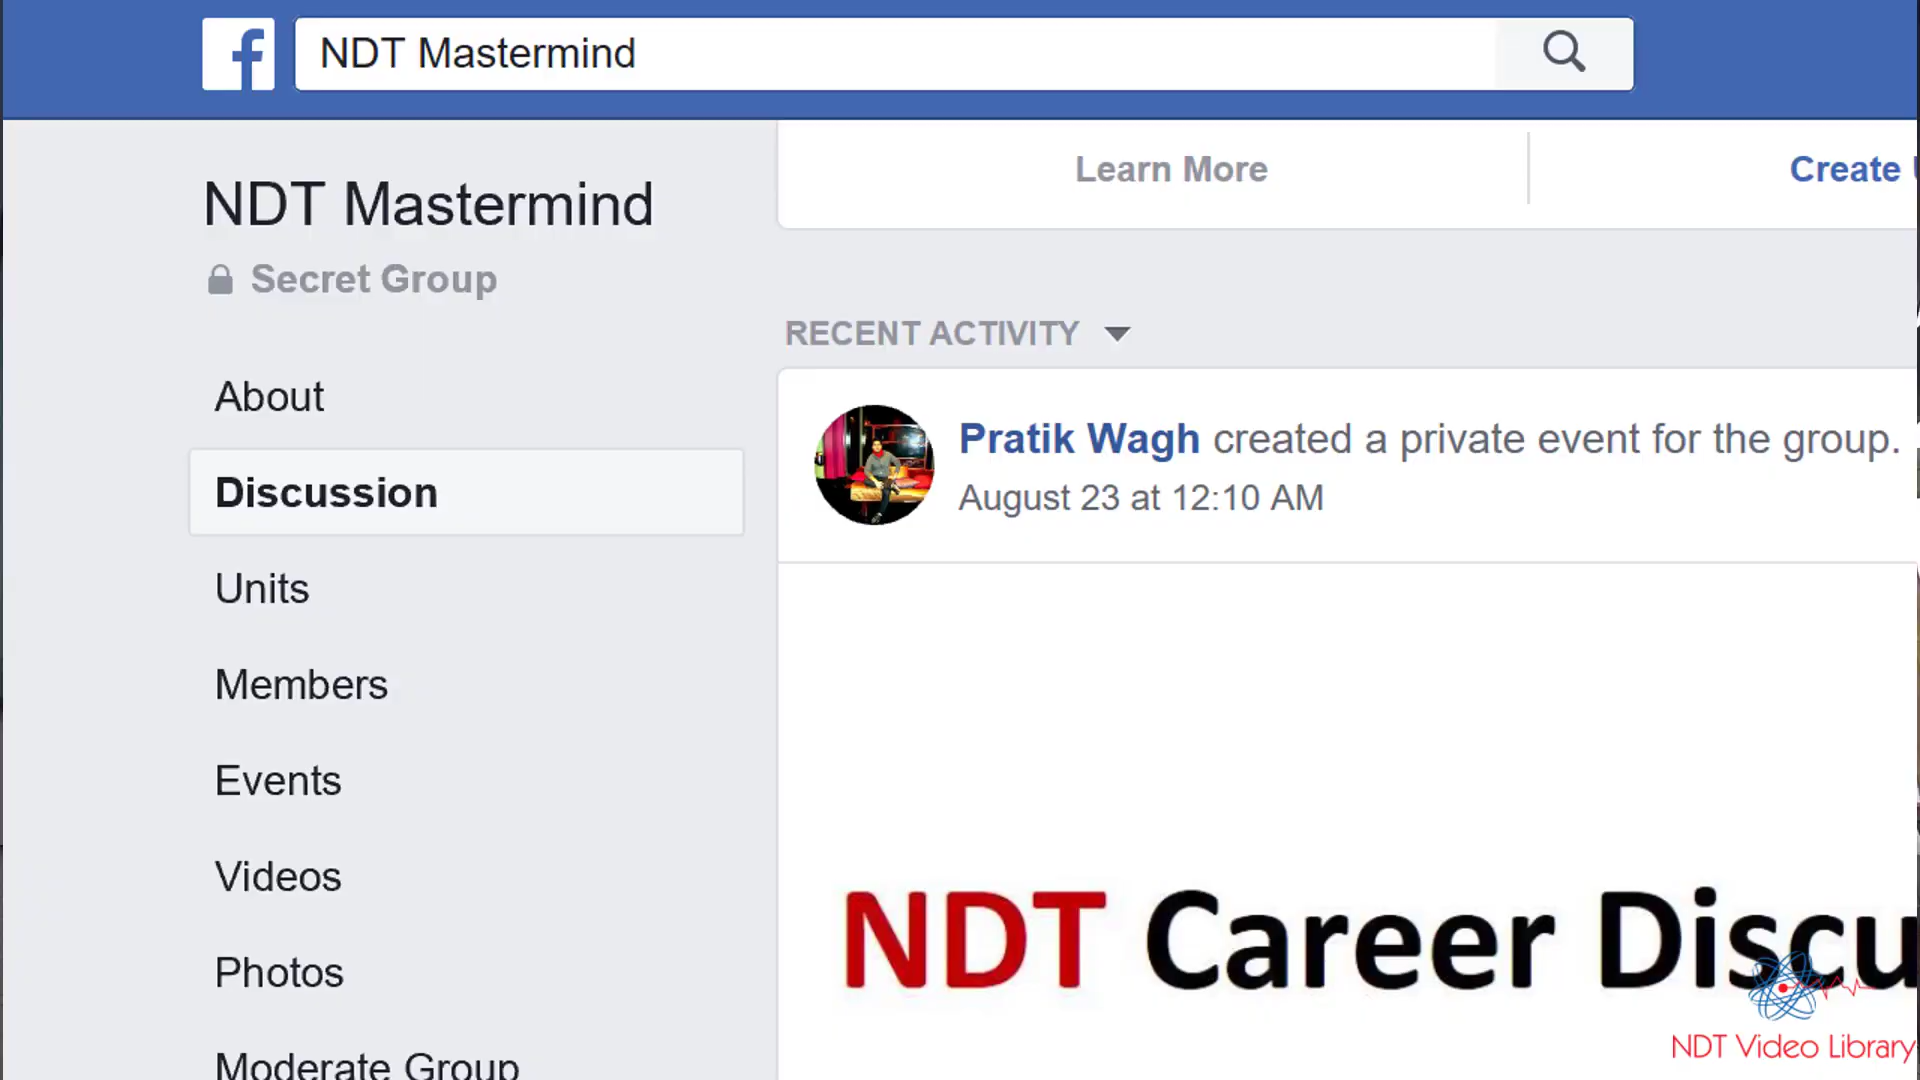 NDT Mastermind
NDT Mastermind
Secret Group
About
Discussion
Units
Members
Events
Videos
Photos
Moderate Group
Learn More
Create
RECENT ACTIVITY
Pratik Wagh created a private event for the group.
August 23 at 12:10 AM
NDT Career Discu
NDT Video Library